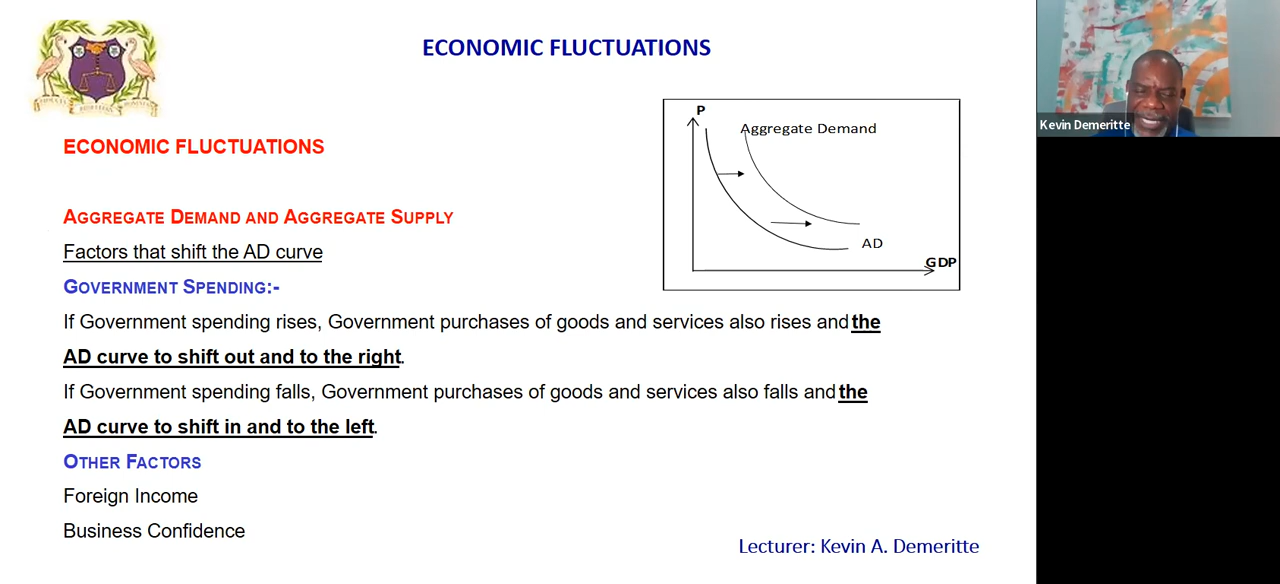 ECONOMIC FLUCTUATIONS
Kevin Demeritte
P
Aggregate Demand
AD
GDP
ECONOMIC FLUCTUATIONS
AGGREGATE DEMAND AND AGGREGATE SUPPLY
Factors that shift the AD curve
GOVERNMENT SPENDING:-
If Government spending rises, Government purchases of goods and services also rises and the
AD curve to shift out and to the right.
If Government spending falls, Government purchases of goods and services also falls and the
AD curve to shift in and to the left.
OTHER FACTORS
Foreign Income
Business Confidence
Lecturer: Kevin A. Demeritte